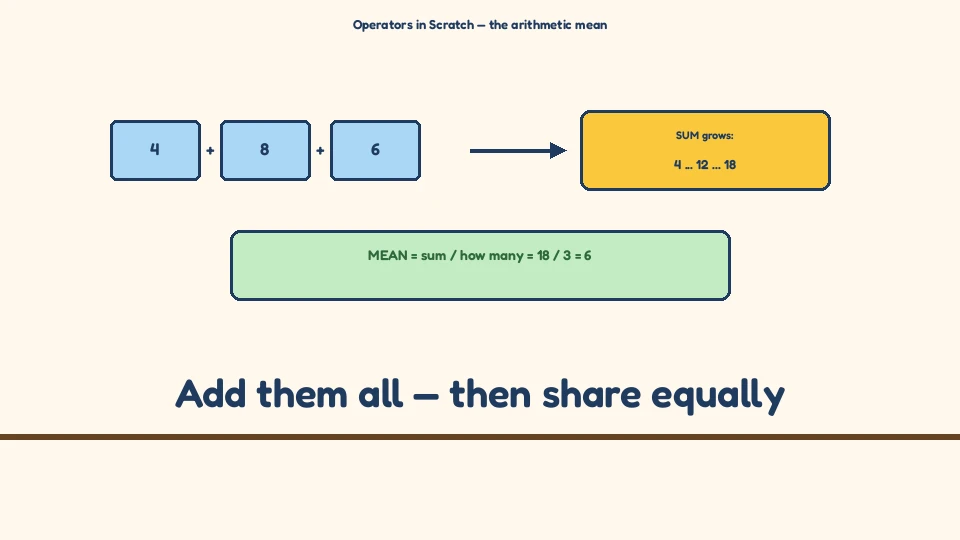 Operators in Scratch — the arithmetic mean
4 + 8 + 6
SUM grows:
4 ... 12 ... 18
MEAN = sum / how many = 18 / 3 = 6
Add them all — then share equally